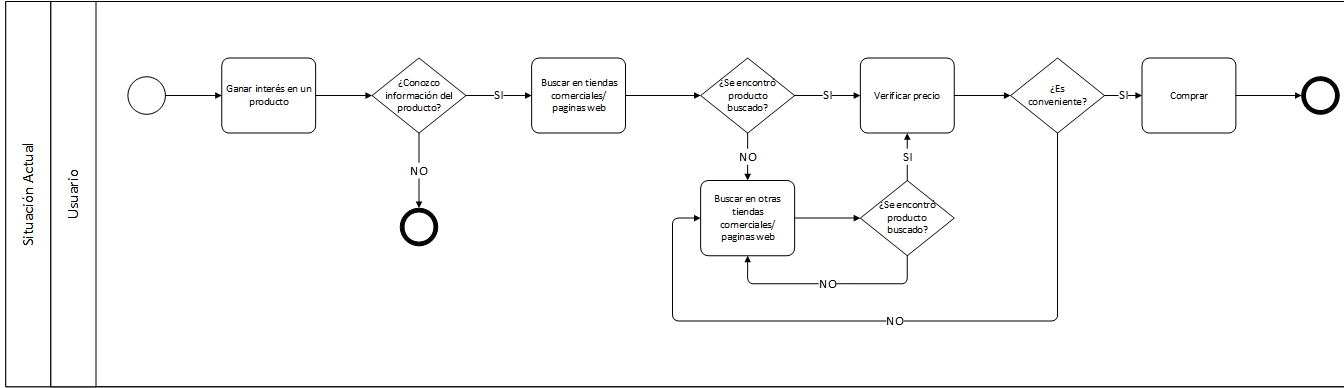 Situación Actual
Usuario
Ganar interés en un
producto
¿Conozco
información del
producto?
SI
NO
Buscar en tiendas
comerciales/
paginas web
¿Se encontró
producto
buscado?
SI
NO
Verificar precio
¿Es
conveniente?
SI
Comprar
Buscar en otras
tiendas
comerciales/
paginas web
¿Se encontró
producto
buscado?
SI
NO
NO